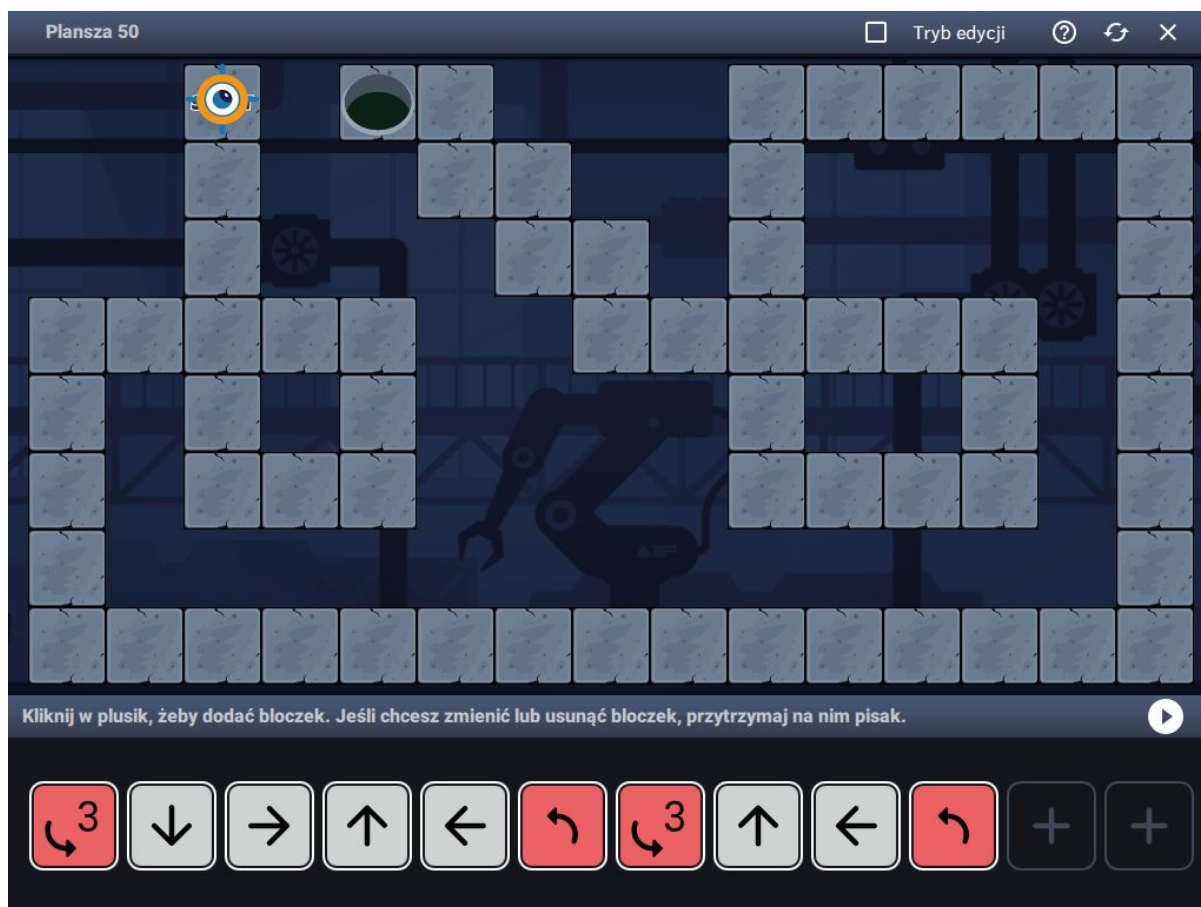 Plansza 50
Tryb edycji
Kliknij w plusik, żeby dodać bloczek. Jeśli chcesz zmienić lub usunąć bloczek, przytrzymaj na nim pisak.
3
3